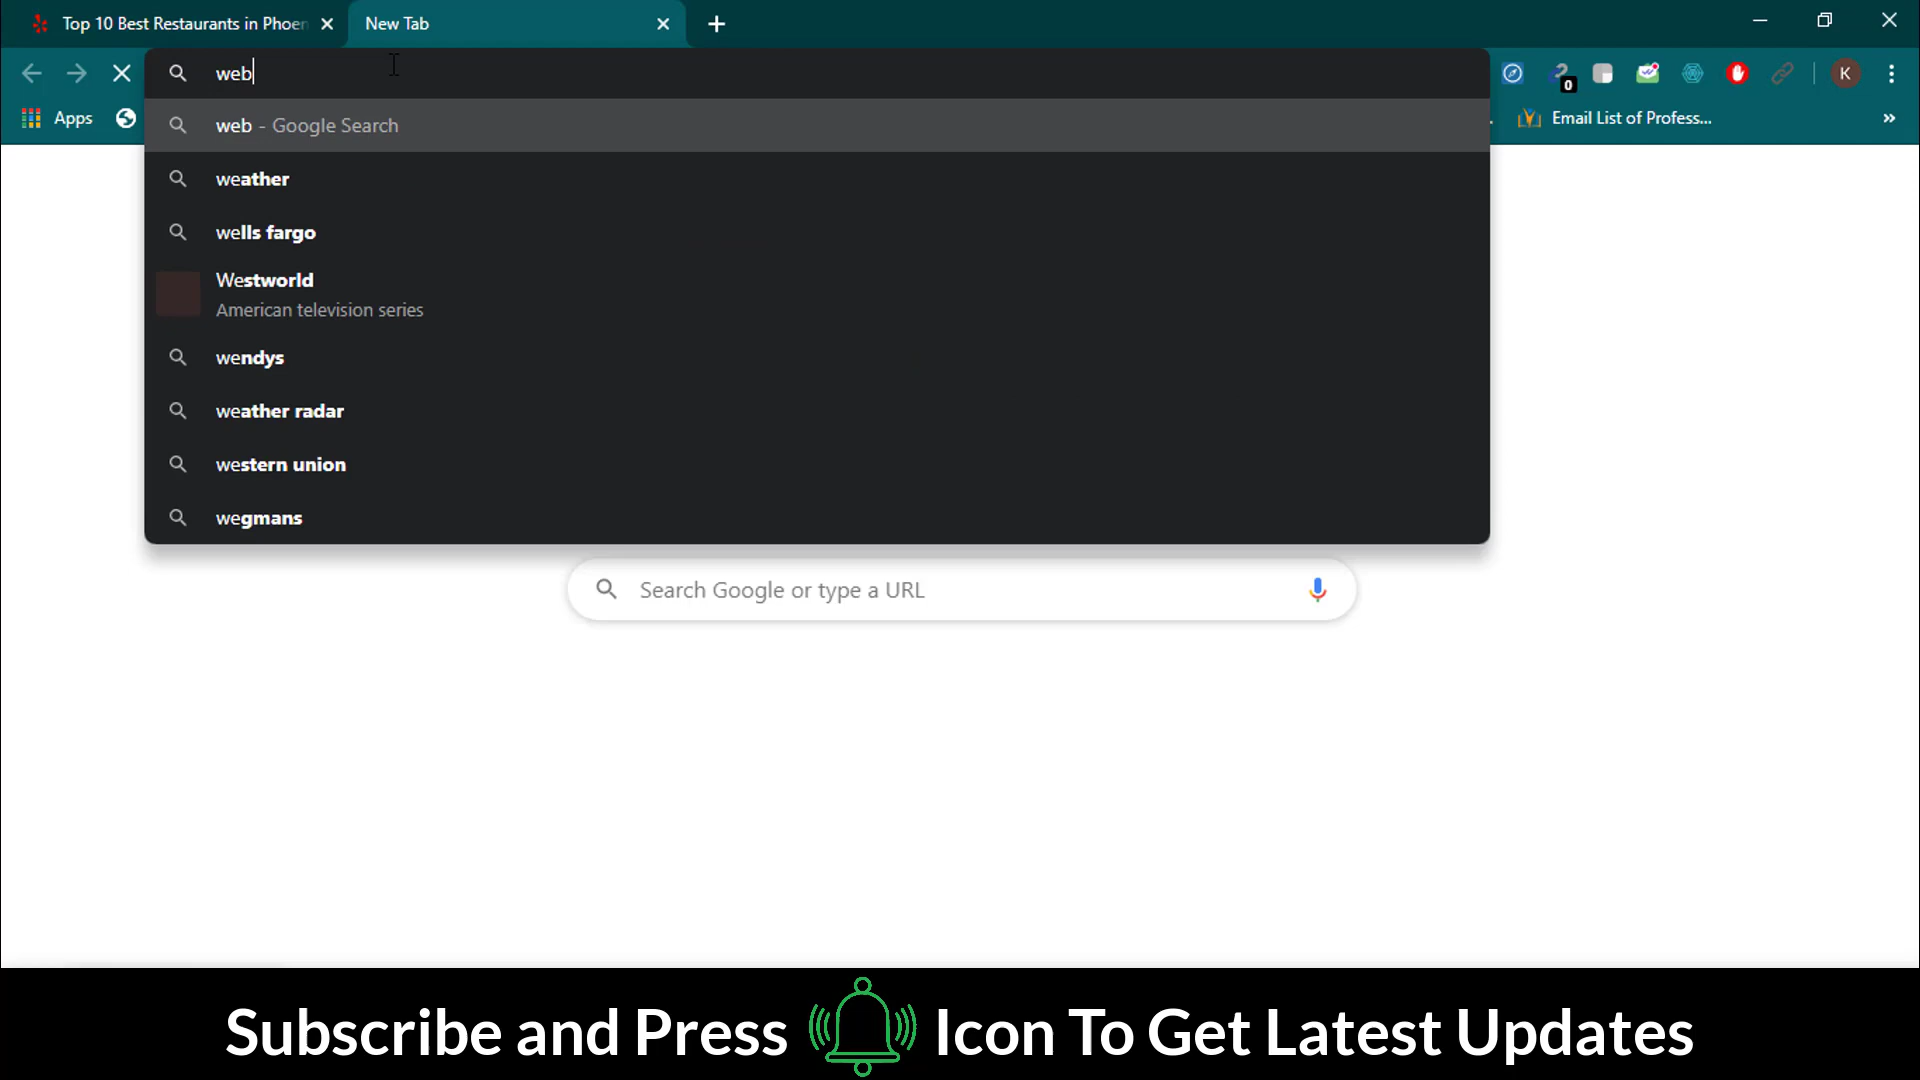 Top 10 Best Restaurants in Phoen
New Tab
web
0
K
Apps
Email List of Profess...
web - Google Search
weather
wells fargo
Westworld
American television series
wendys
weather radar
western union
wegmans
Search Google or type a URL
Subscribe and Press Icon To Get Latest Updates